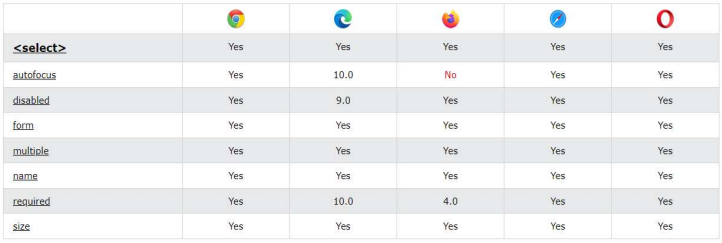 <select> Yes Yes Yes Yes Yes
autofocus Yes 10.0 No Yes Yes
disabled Yes 9.0 Yes Yes Yes
form Yes Yes Yes Yes Yes
multiple Yes Yes Yes Yes Yes
name Yes Yes Yes Yes Yes
required Yes 10.0 4.0 Yes Yes
size Yes Yes Yes Yes Yes